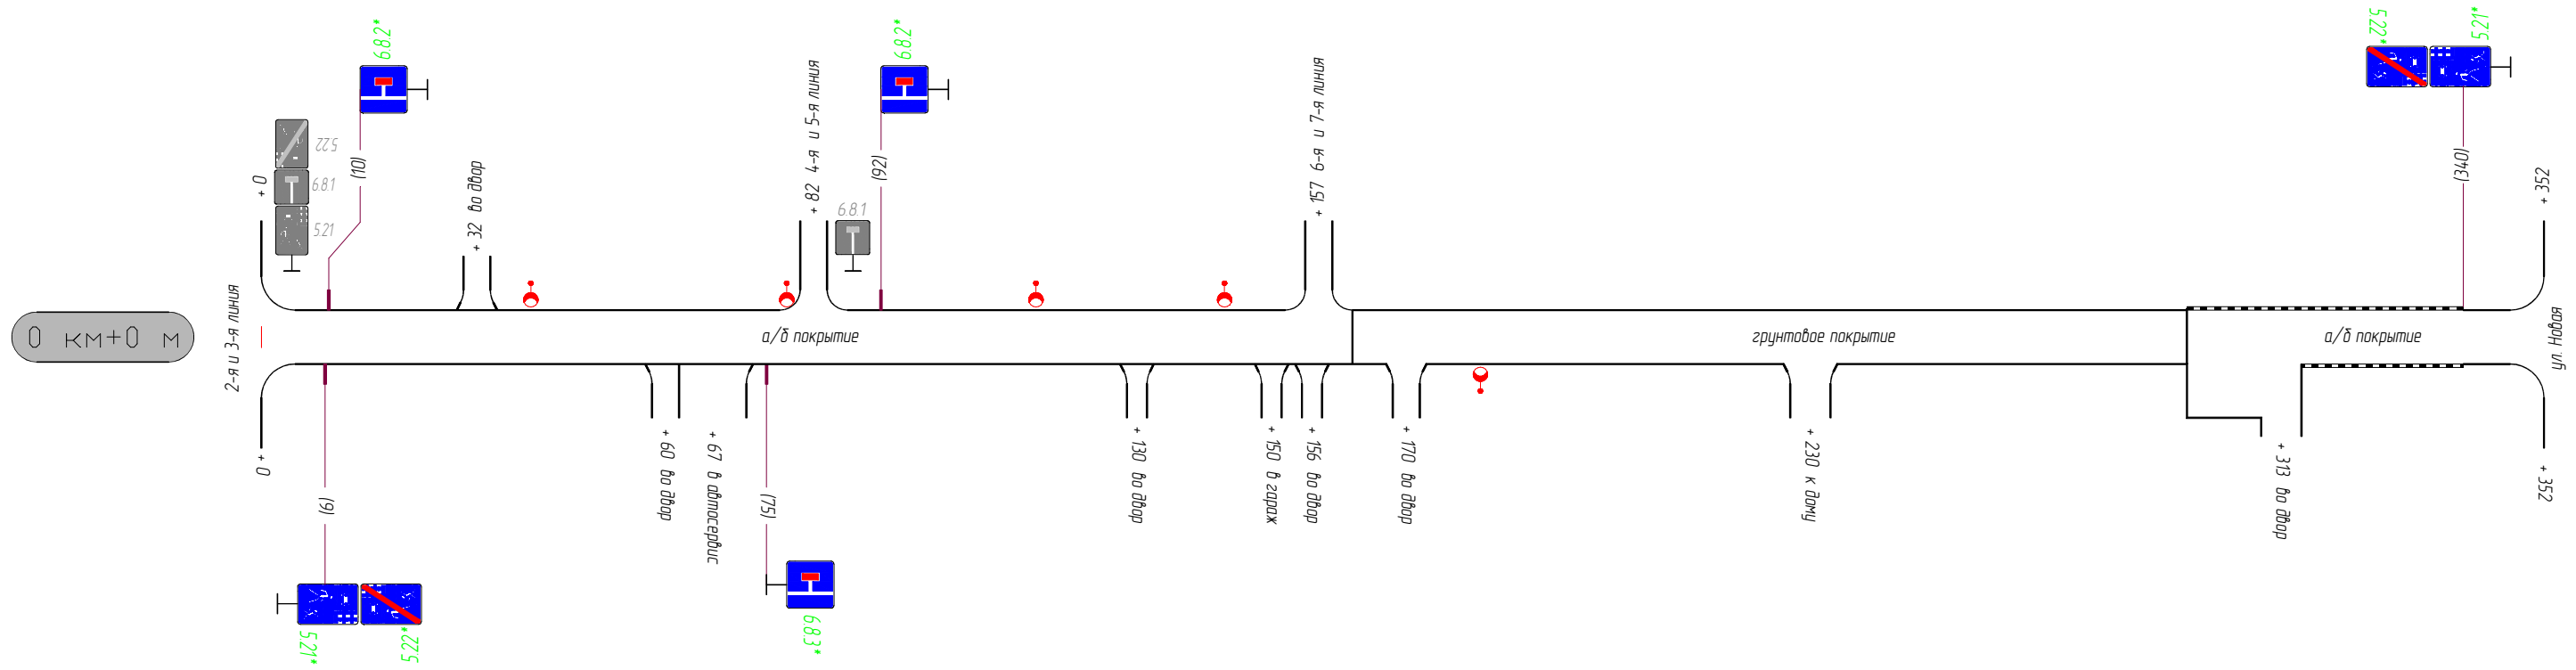 6.8.2*
6.8.2*
5.22*
5.21*
5.22
6.8.1
5.21
(10)
+ 0
+ 32 во двор
+ 82 4-я и 5-я линия
6.8.1
(92)
+ 157 6-я и 7-я линия
(340)
+ 352
0 км+0 м
2-я и 3-я линия
а/б покрытие
грунтовое покрытие
а/б покрытие
ул. Новая
0 +
(9)
+ 60 во двор
+ 67 в автосервис
(75)
+ 130 во двор
+ 150 в гараж
+ 156 во двор
+ 170 во двор
+ 230 к дому
+ 313 во двор
+ 352
5.21*
5.22*
6.8.3*